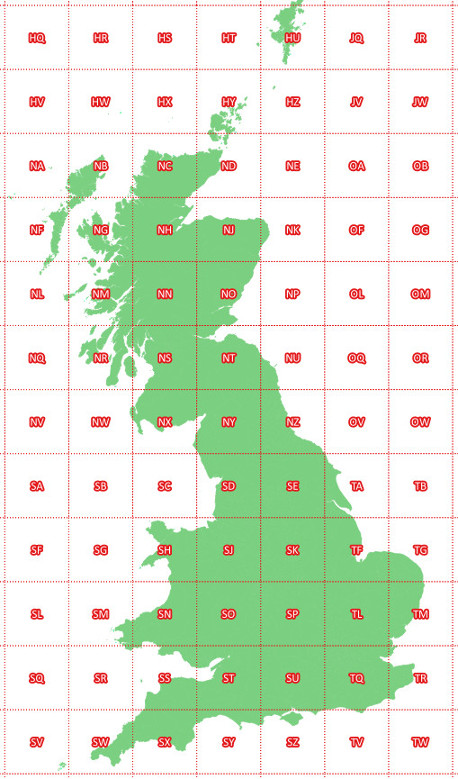 HQ HR HS HT HU JQ JR
HV HW HX HY HZ JV JW
NA NB NC ND NE OA OB
NF NG NH NJ NK OF OG
NL NM NN NO NP OL OM
NQ NR NS NT NU OQ OR
NV NW NX NY NZ OV OW
SA SB SC SD SE TA TB
SF SG SH SJ SK TF TG
SL SM SN SO SP TL TM
SQ SR SS ST SU TQ TR
SV SW SX SY SZ TV TW